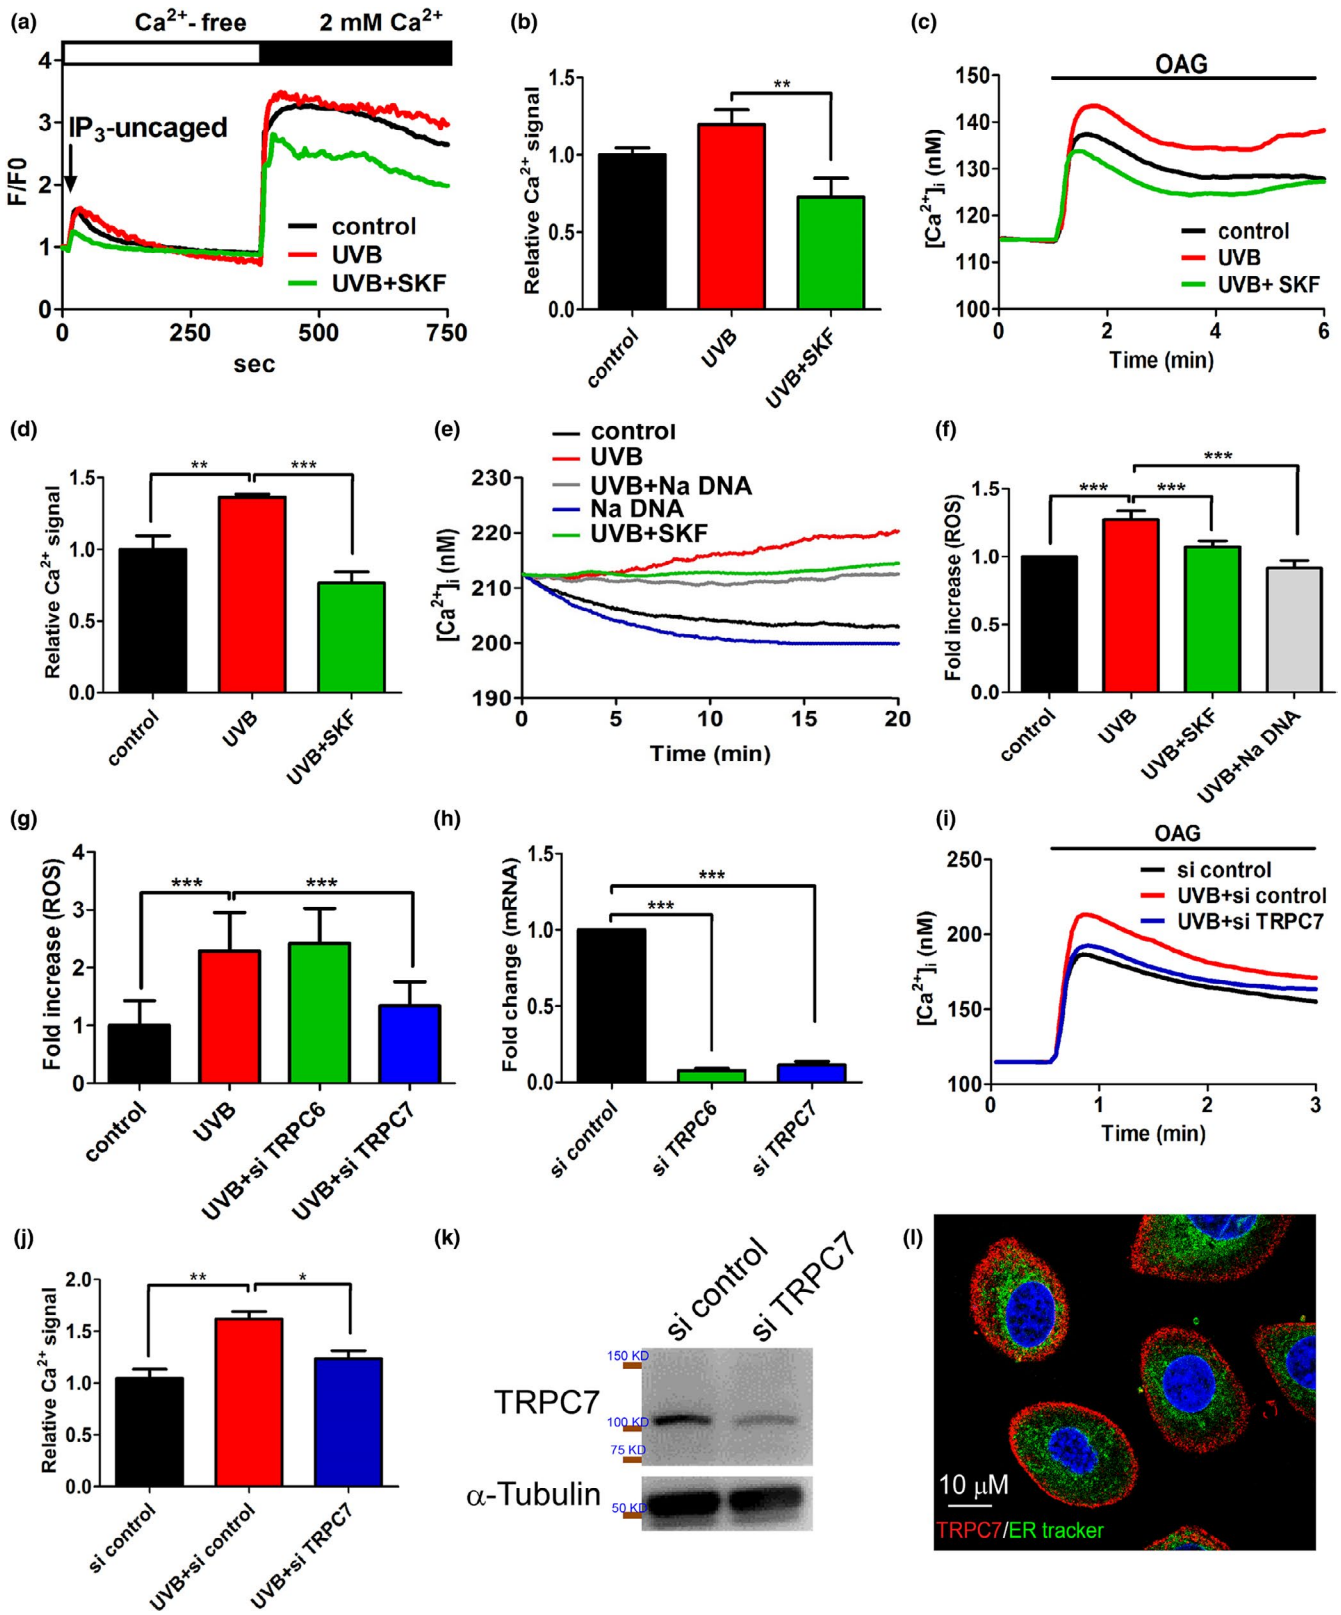 (a)
Ca²⁺- free 2 mM Ca²⁺
4
3
2
1
0
F/F0
IP₃-uncaged
control
UVB
UVB+SKF
0 250 500 750
sec
(b)
1.5
1.0
0.5
0.0
Relative Ca²⁺ signal
**
control
UVB
UVB+SKF
(c)
OAG
150
140
130
120
110
100
[Ca²⁺]ᵢ (nM)
control
UVB
UVB+ SKF
0 2 4 6
Time (min)
(d)
1.5
1.0
0.5
0.0
Relative Ca²⁺ signal
** ***
control
UVB
UVB+SKF
(e)
control
UVB
UVB+Na DNA
Na DNA
UVB+SKF
230
220
210
200
190
[Ca²⁺]ᵢ (nM)
0 5 10 15 20
Time (min)
(f)
1.5
1.0
0.5
0.0
Fold increase (ROS)
***
*** ***
control
UVB
UVB+SKF
UVB+Na DNA
(g)
4
3
2
1
0
Fold increase (ROS)
*** ***
control
UVB
UVB+si TRPC6
UVB+si TRPC7
(h)
1.5
1.0
0.5
0.0
Fold change (mRNA)
***
***
si control
si TRPC6
si TRPC7
(i)
OAG
250
200
150
100
[Ca²⁺]ᵢ (nM)
si control
UVB+si control
UVB+si TRPC7
0 1 2 3
Time (min)
(j)
2.0
1.5
1.0
0.5
0.0
Relative Ca²⁺ signal
** *
si control
UVB+si control
UVB+si TRPC7
(k)
si control
si TRPC7
150 KD
TRPC7
100 KD
75 KD
α-Tubulin
50 KD
(l)
10 µM
TRPC7/ER tracker